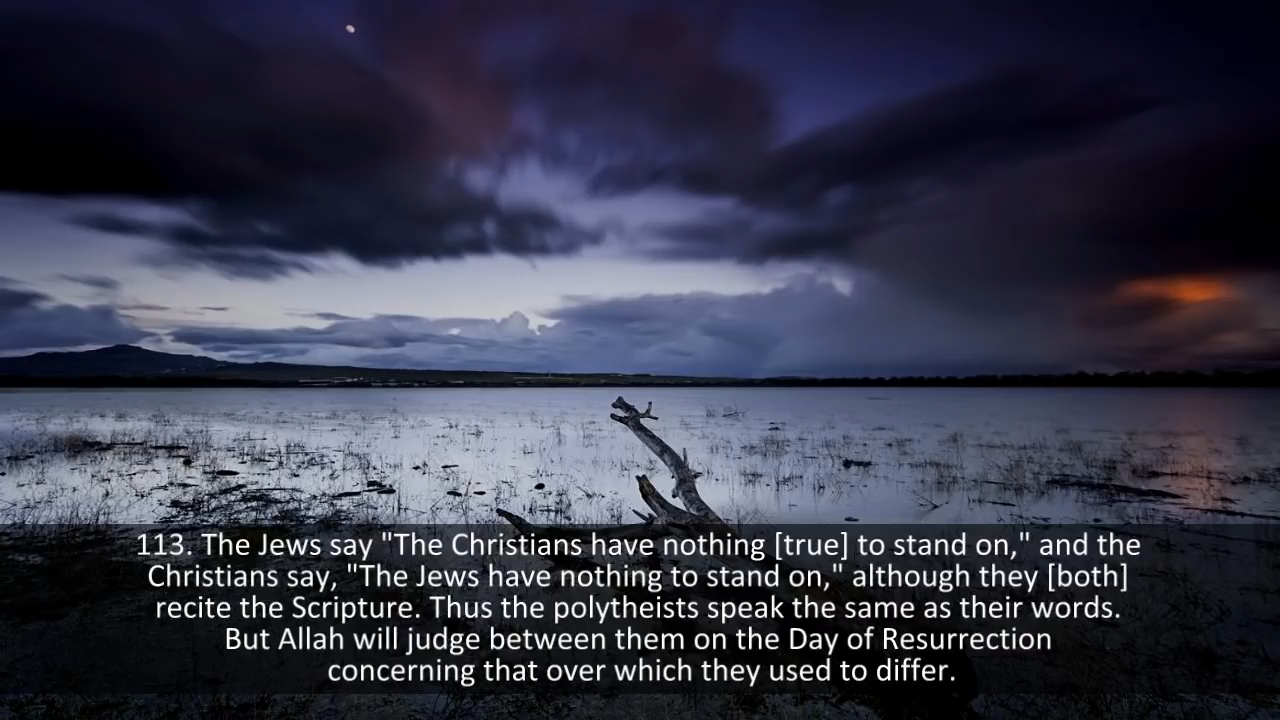 113. The Jews say "The Christians have nothing [true] to stand on," and the
Christians say, "The Jews have nothing to stand on," although they [both]
recite the Scripture. Thus the polytheists speak the same as their words.
But Allah will judge between them on the Day of Resurrection
concerning that over which they used to differ.